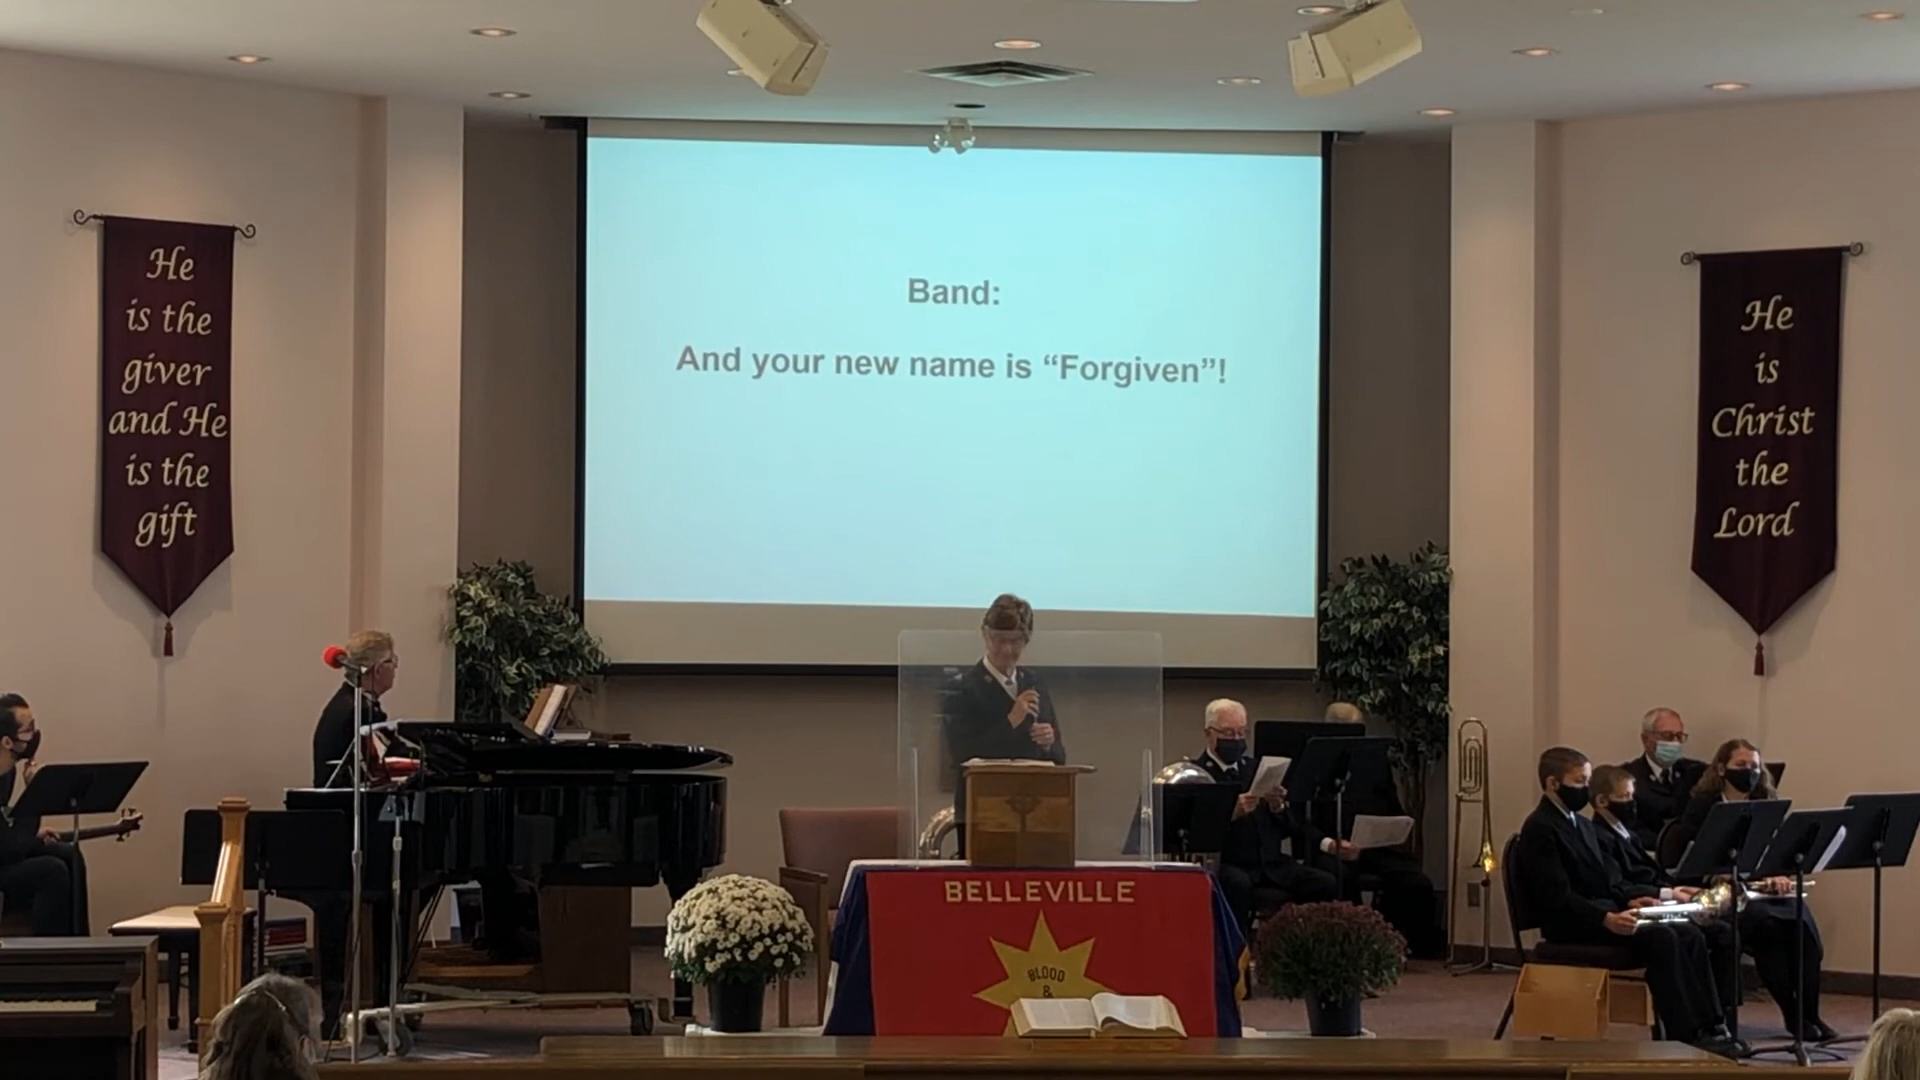 He
is the
giver
and He
is the
gift
Band:
And your new name is “Forgiven”!
He
is
Christ
the
Lord
BELLEVILLE
BLOOD
&